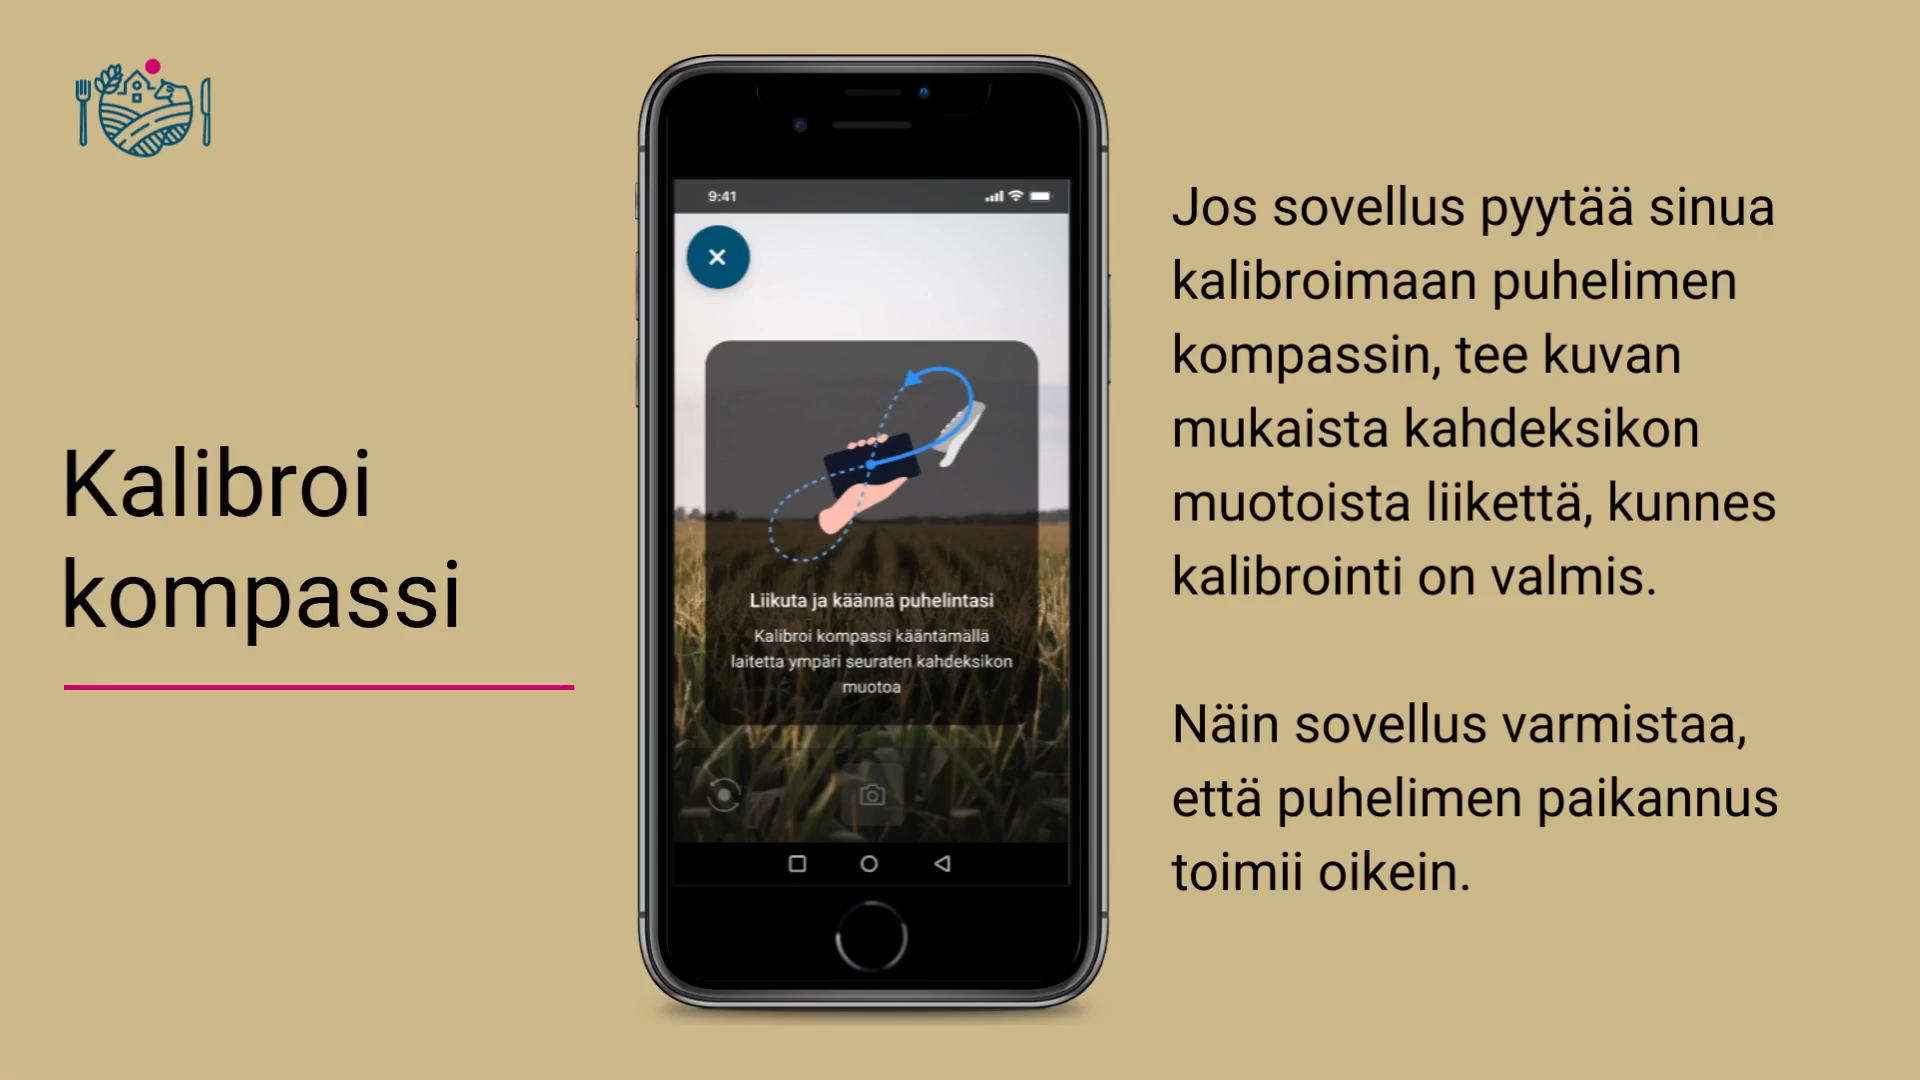 Kalibroi
kompassi
9:41
Liikuta ja käännä puhelintasi
Kalibroi kompassi kääntämällä
laitetta ympäri seuraten kahdeksikon
muotoa
Jos sovellus pyytää sinua
kalibroimaan puhelimen
kompassin, tee kuvan
mukaista kahdeksikon
muotoista liikettä, kunnes
kalibrointi on valmis.
Näin sovellus varmistaa,
että puhelimen paikannus
toimii oikein.